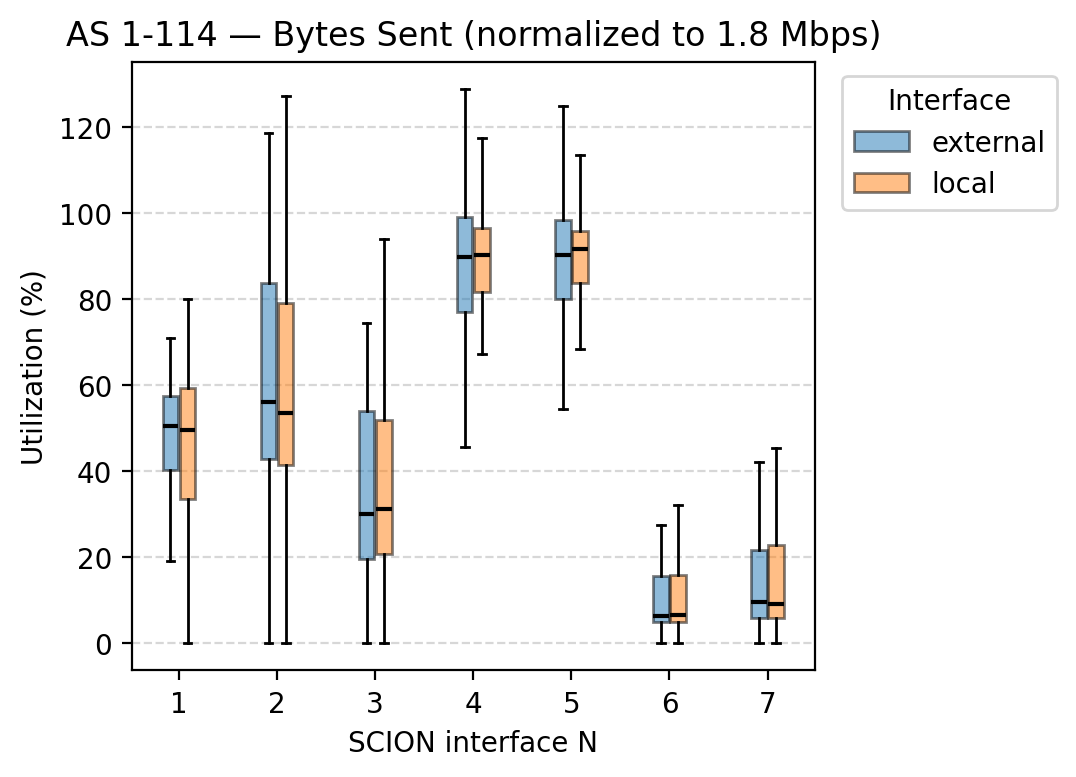 AS 1-114 — Bytes Sent (normalized to 1.8 Mbps)
Interface
external
local
Utilization (%)
120
100
80
60
40
20
0
1 2 3 4 5 6 7
SCION interface N